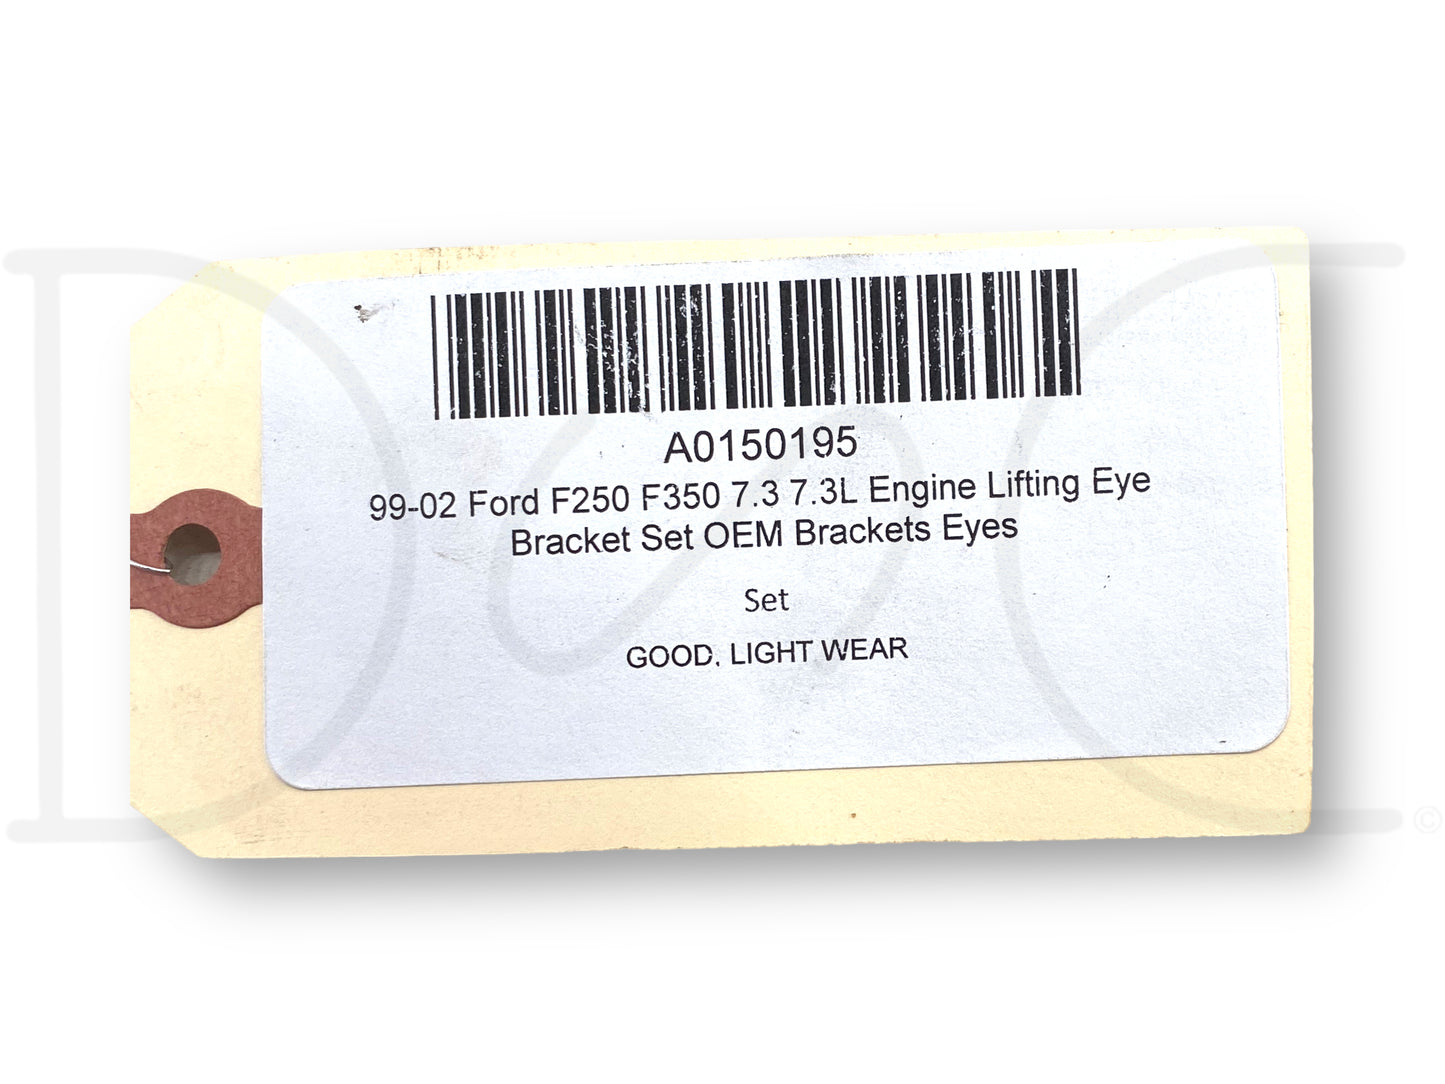 A0150195
99-02 Ford F250 F350 7.3 7.3L Engine Lifting Eye
Bracket Set OEM Brackets Eyes
Set
GOOD, LIGHT WEAR
D&C
©